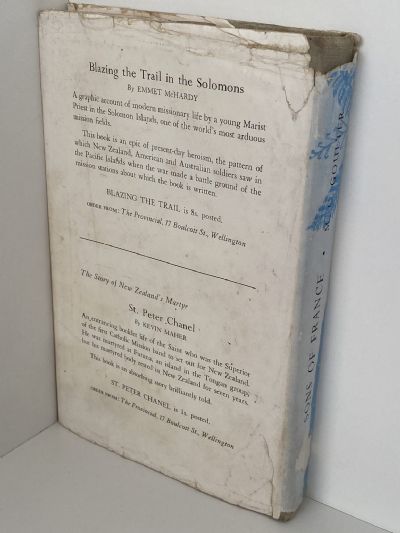 Blazing the Trail in the Solomons
By EMMET McHARDY
A graphic account of modern missionary life by a young Marist
Priest in the Solomon Islands, one of the world's most arduous
mission fields.
This book is an epic of present-day heroism, the pattern of
which New Zealand, American and Australian soldiers saw in
the Pacific Islands when the war made a battle ground of the
mission stations about which the book is written.
BLAZING THE TRAIL is 8s. posted.
ORDER FROM: The Provincial, 17 Boulcott St., Wellington
The Story of New Zealand's Martyr
St. Peter Chanel
By KEVIN MAHER
An entrancing booklet life of the Saint who was the Superior
of the first Catholic Mission band to set out for New Zealand.
He was martyred at Futuna, an island in the Tongan group;
but his martyred body rested in New Zealand for seven years.
This book is an absorbing story brilliantly told.
ST. PETER CHANEL is 1s. posted.
ORDER FROM: The Provincial, 17 Boulcott St., Wellington
SONS OF FRANCE • GOULTER